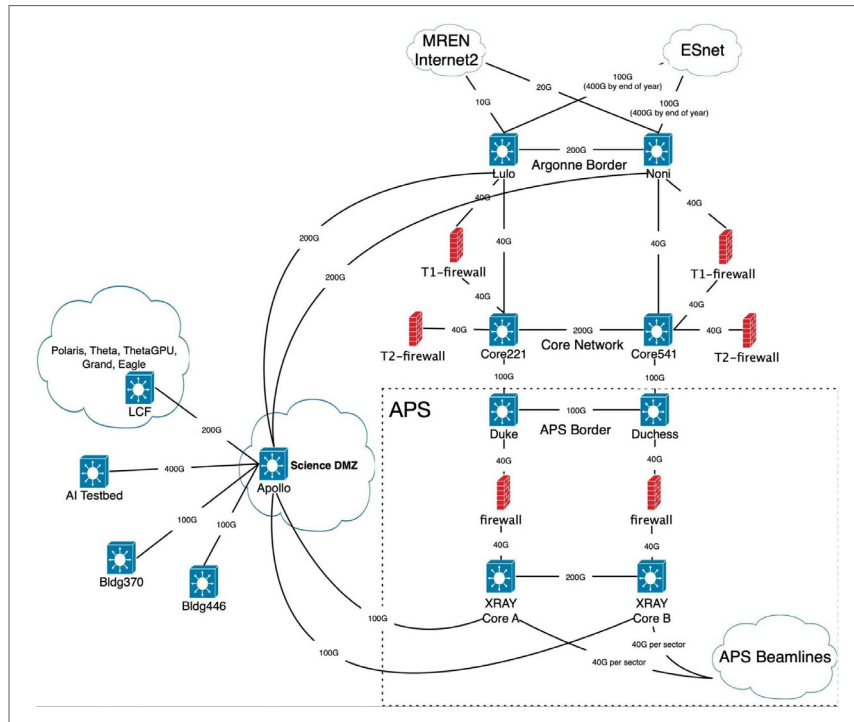 MREN
Internet2
ESnet
100G
(400G by end of year)
20G
10G
100G
(400G by end of year)
200G
Argonne Border
Lulo
Noni
40G
40G
200G
40G
40G
T1-firewall
T1-firewall
200G
40G
40G
40G
200G
40G
T2-firewall
Core221
Core Network
Core541
T2-firewall
Polaris, Theta, ThetaGPU,
Grand, Eagle
LCF
100G
100G
APS
100G
Duke
APS Border
Duchess
200G
Science DMZ
40G
40G
400G
AI Testbed
Apollo
firewall
firewall
100G
100G
40G
40G
Bldg370
200G
Bldg446
XRAY
Core A
XRAY
Core B
100G
40G per sector
100G
40G per sector
APS Beamlines